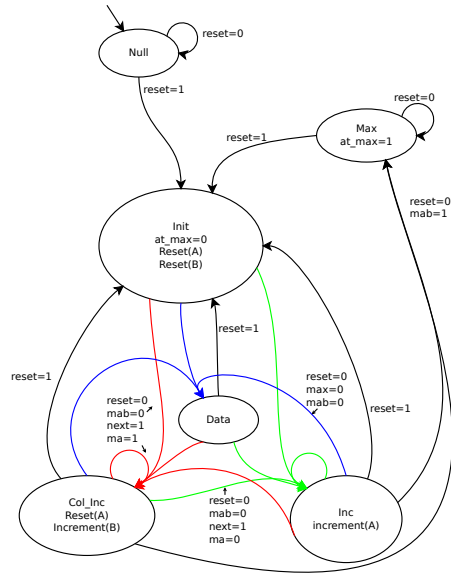 reset=0
Null
reset=1
reset=0
Max
at_max=1
reset=1
reset=0
mab=1
Init
at_max=0
Reset(A)
Reset(B)
reset=1
reset=1
reset=0
max=0
mab=0
reset=0
mab=0
next=1
ma=1
Data
reset=1
Col_Inc
Reset(A)
Increment(B)
reset=0
mab=0
next=1
ma=0
Inc
increment(A)